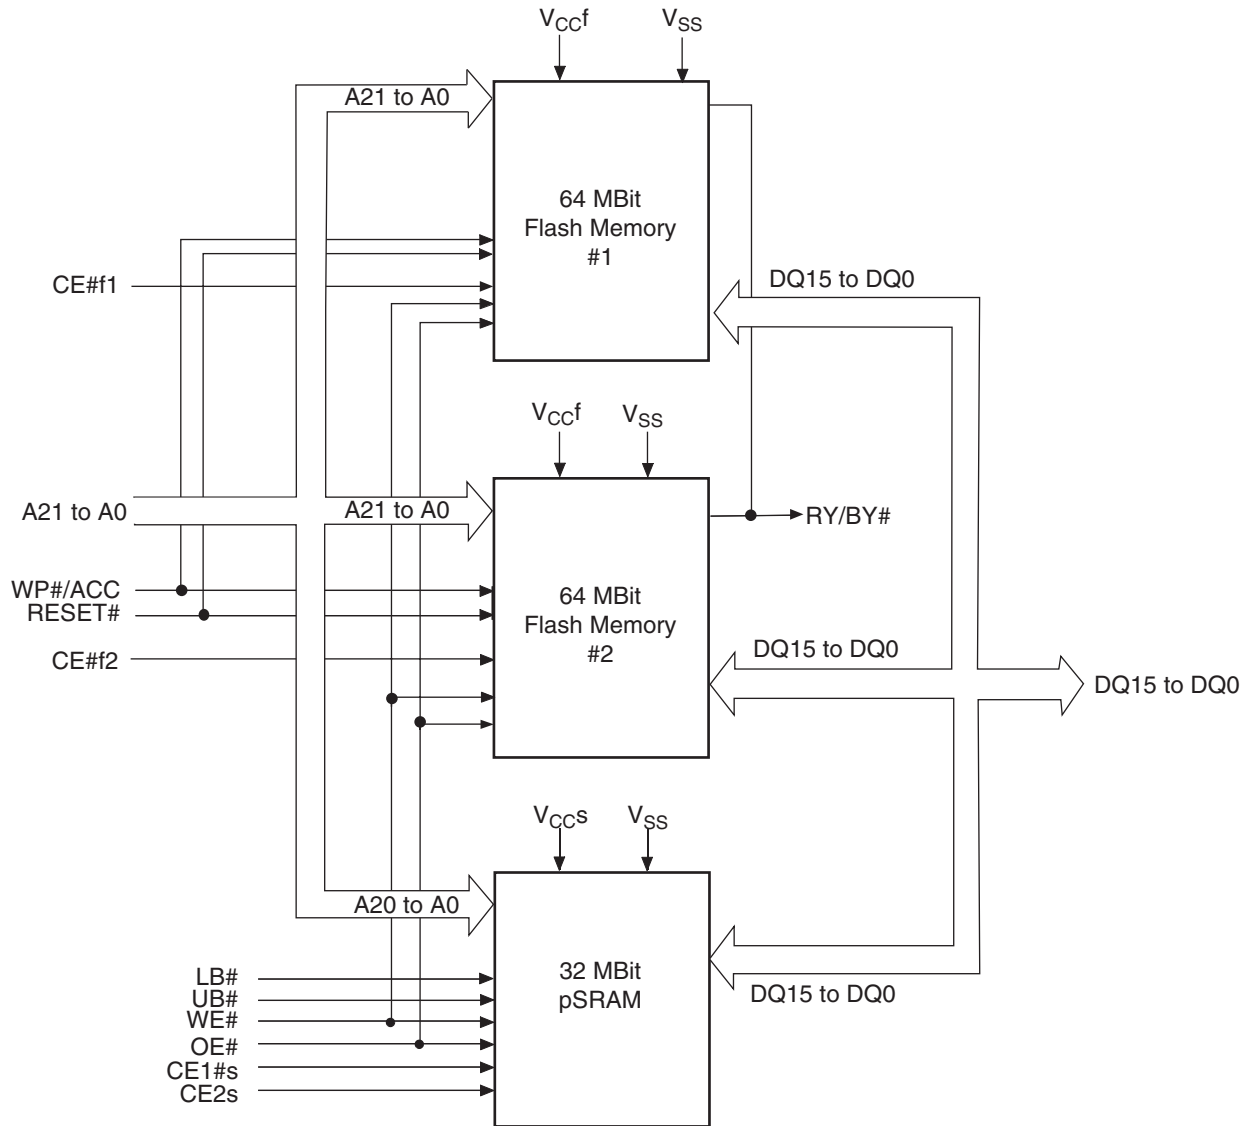 VCCf VSS
A21 to A0
64 MBit
Flash Memory
#1
CE#f1
DQ15 to DQ0
VCCf VSS
A21 to A0
A21 to A0
RY/BY#
WP#/ACC
RESET#
64 MBit
Flash Memory
#2
CE#f2
DQ15 to DQ0
DQ15 to DQ0
VCCs VSS
A20 to A0
32 MBit
pSRAM
DQ15 to DQ0
LB#
UB#
WE#
OE#
CE1#s
CE2s